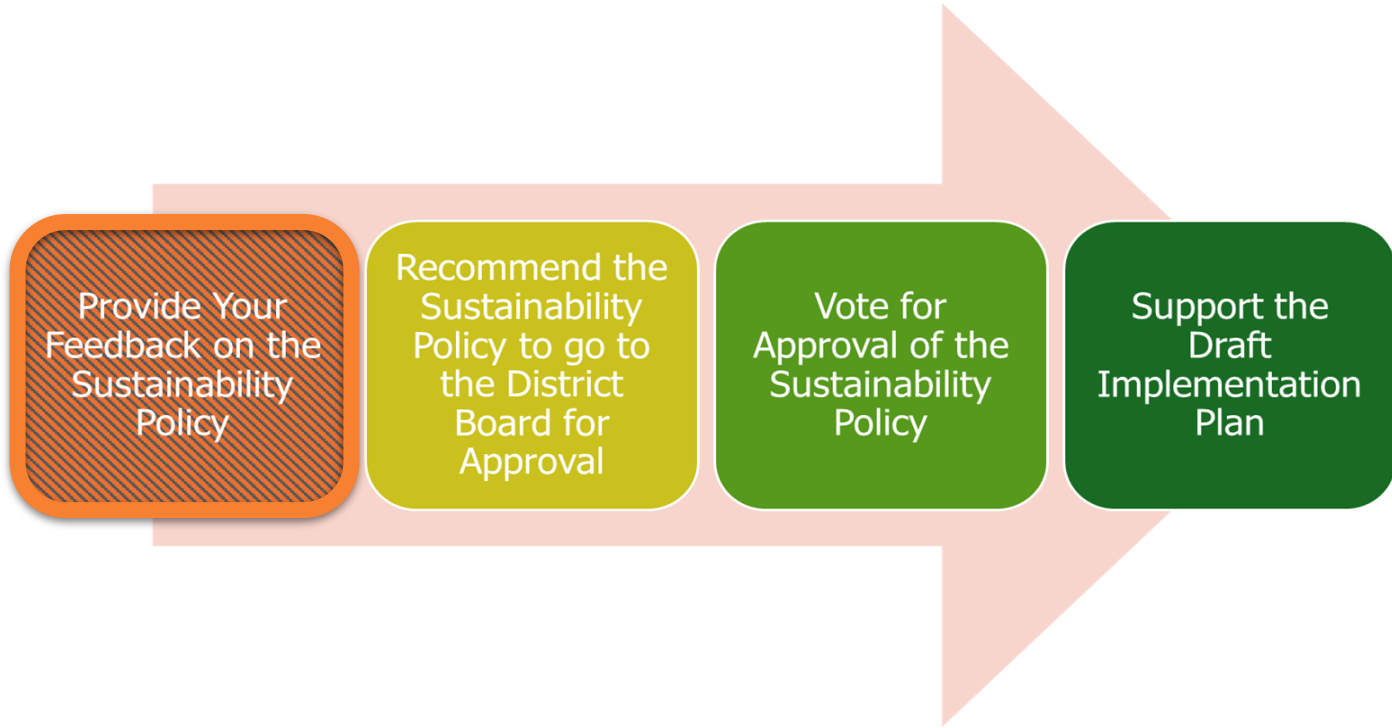 Provide Your
Feedback on the
Sustainability
Policy
Recommend the
Sustainability
Policy to go to
the District
Board for
Approval
Vote for
Approval of the
Sustainability
Policy
Support the
Draft
Implementation
Plan